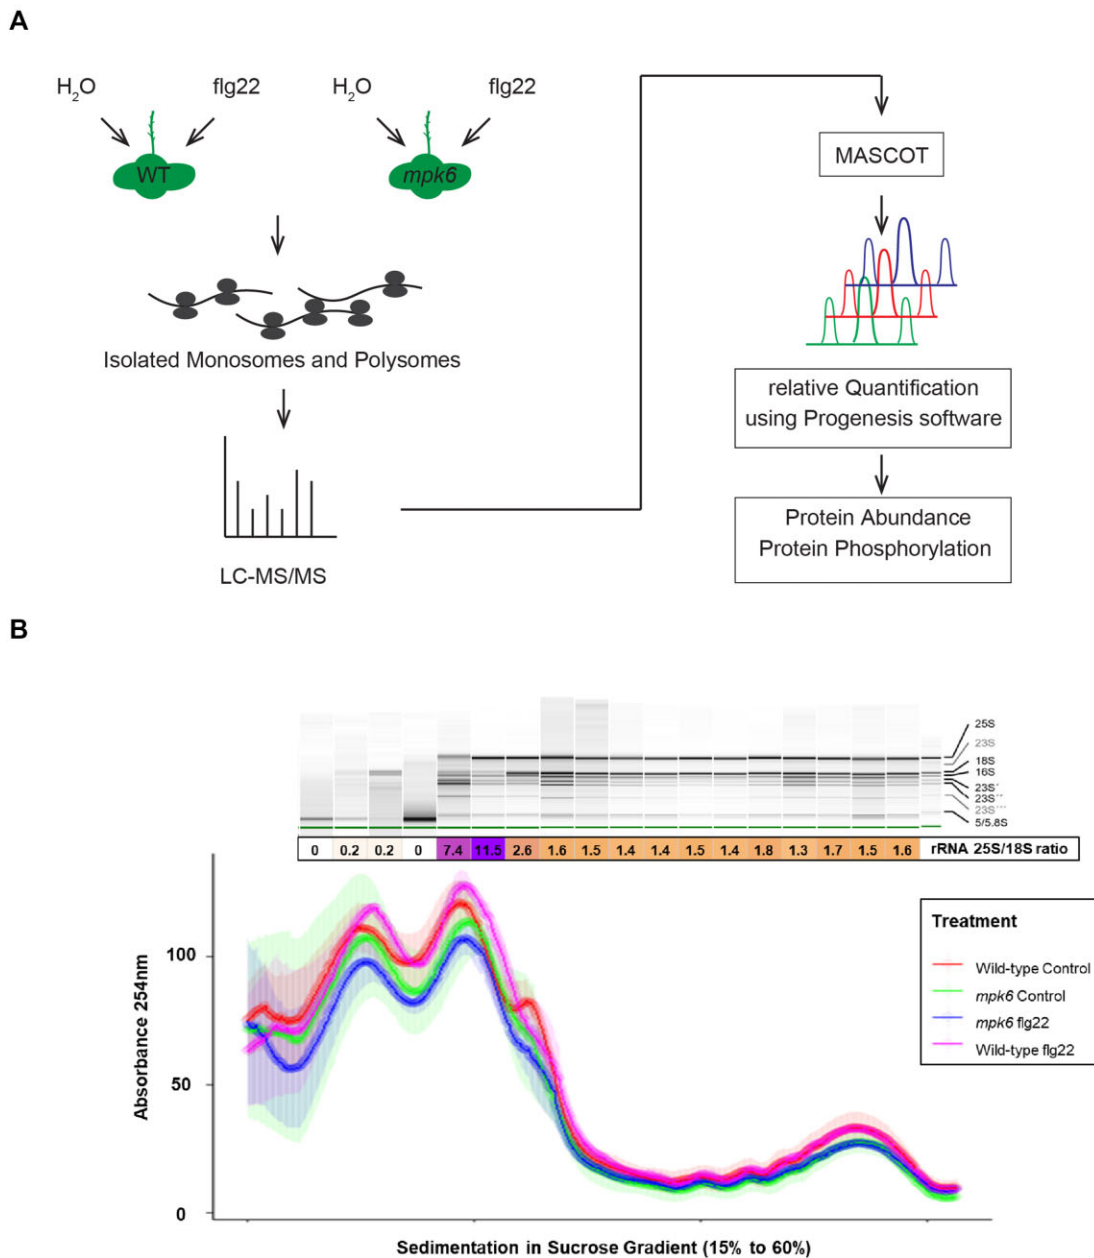 A
H2O
flg22
H2O
flg22
WT
mpk6
Isolated Monosomes and Polysomes
LC-MS/MS
MASCOT
relative Quantification
using Progenesis software
Protein Abundance
Protein Phosphorylation
B
25S
23S
18S
16S
23S´
23S´´
23S´´´
5/5.8S
0 0.2 0.2 0 7.4 11.5 2.6 1.6 1.5 1.4 1.4 1.5 1.4 1.8 1.3 1.7 1.5 1.6 rRNA 25S/18S ratio
Absorbance 254nm
100
50
0
Treatment
Wild-type Control
mpk6 Control
mpk6 flg22
Wild-type flg22
Sedimentation in Sucrose Gradient (15% to 60%)